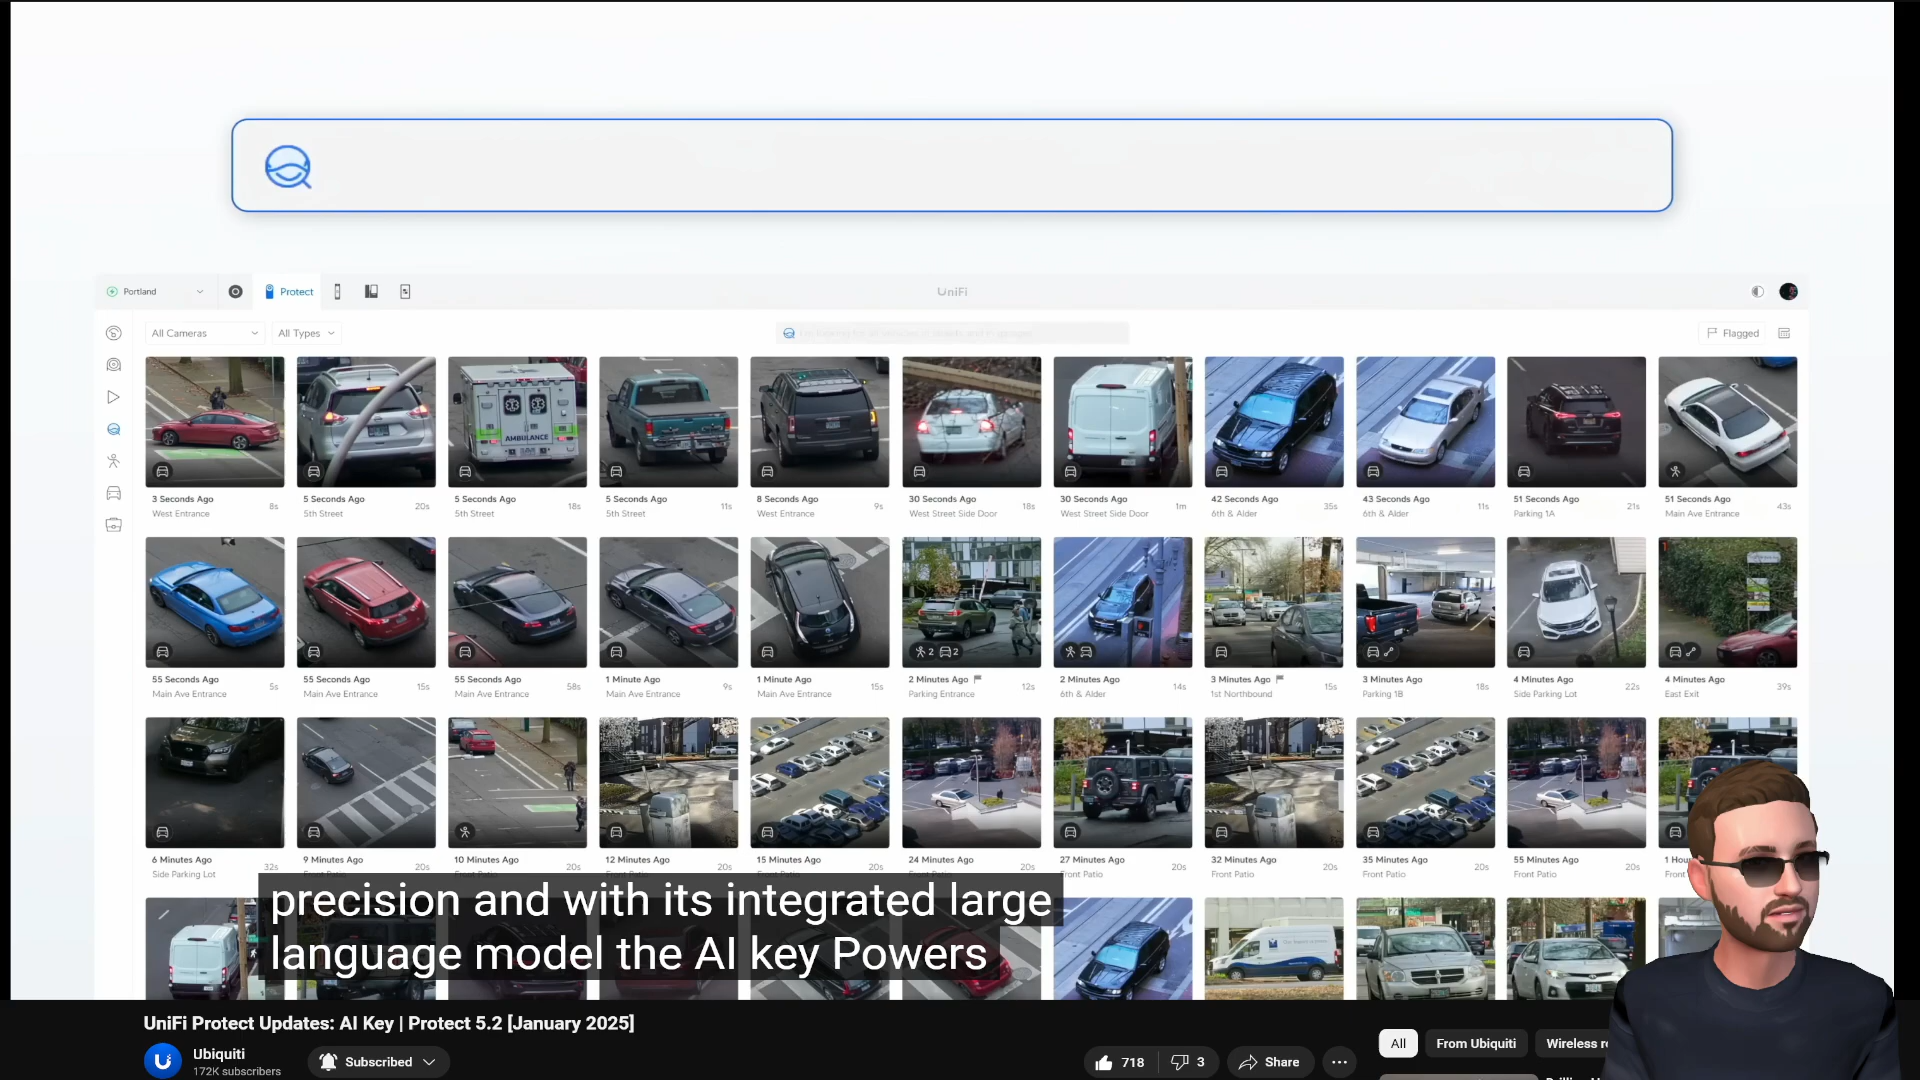 Portland
Protect
UniFi
All Cameras
All Types
Flagged
AMBULANCE
3 Seconds Ago
West Entrance
8s
5 Seconds Ago
5th Street
20s
5 Seconds Ago
5th Street
18s
5 Seconds Ago
5th Street
11s
8 Seconds Ago
West Entrance
9s
30 Seconds Ago
West Street Side Door
18s
30 Seconds Ago
West Street Side Door
1m
42 Seconds Ago
6th & Alder
35s
43 Seconds Ago
6th & Alder
11s
51 Seconds Ago
Parking 1A
21s
51 Seconds Ago
Main Ave Entrance
43s
2
2
55 Seconds Ago
Main Ave Entrance
5s
55 Seconds Ago
Main Ave Entrance
15s
55 Seconds Ago
Main Ave Entrance
58s
1 Minute Ago
Main Ave Entrance
9s
1 Minute Ago
Main Ave Entrance
15s
2 Minutes Ago
Parking Entrance
12s
2 Minutes Ago
6th & Alder
14s
3 Minutes Ago
1st Northbound
15s
3 Minutes Ago
Parking 1B
18s
4 Minutes Ago
Side Parking Lot
22s
4 Minutes Ago
East Exit
39s
6 Minutes Ago
Side Parking Lot
32s
9 Minutes Ago
20s
10 Minutes Ago
20s
12 Minutes Ago
20s
15 Minutes Ago
20s
24 Minutes Ago
20s
27 Minutes Ago
Front Patio
20s
32 Minutes Ago
Front Patio
20s
35 Minutes Ago
Front Patio
20s
55 Minutes Ago
Front Patio
20s
precision and with its integrated large
language model the AI key Powers
UniFi Protect Updates: AI Key | Protect 5.2 [January 2025]
Ubiquiti
172K subscribers
Subscribed
718
3
Share
All
From Ubiquiti
Wireless